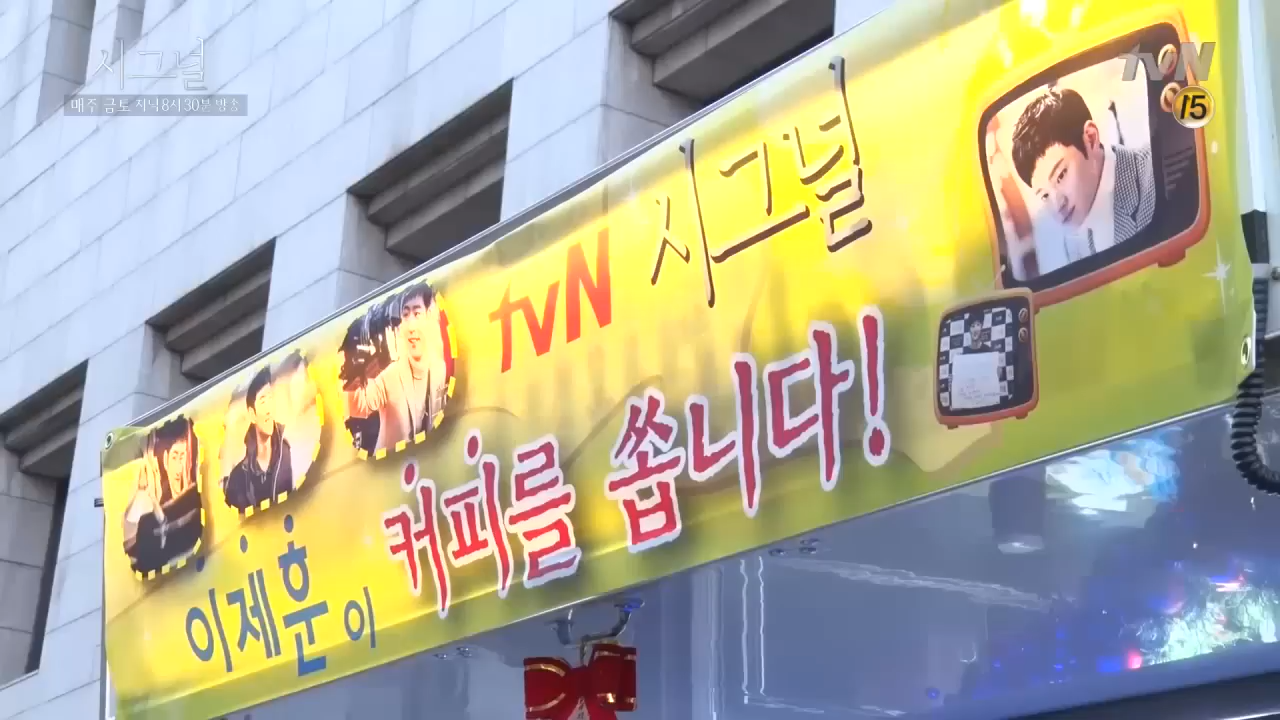 시그널
매주 금토 저녁 8시 30분 방송
tvN
15
tvN 시그널
이제훈이 커피를 쏩니다!